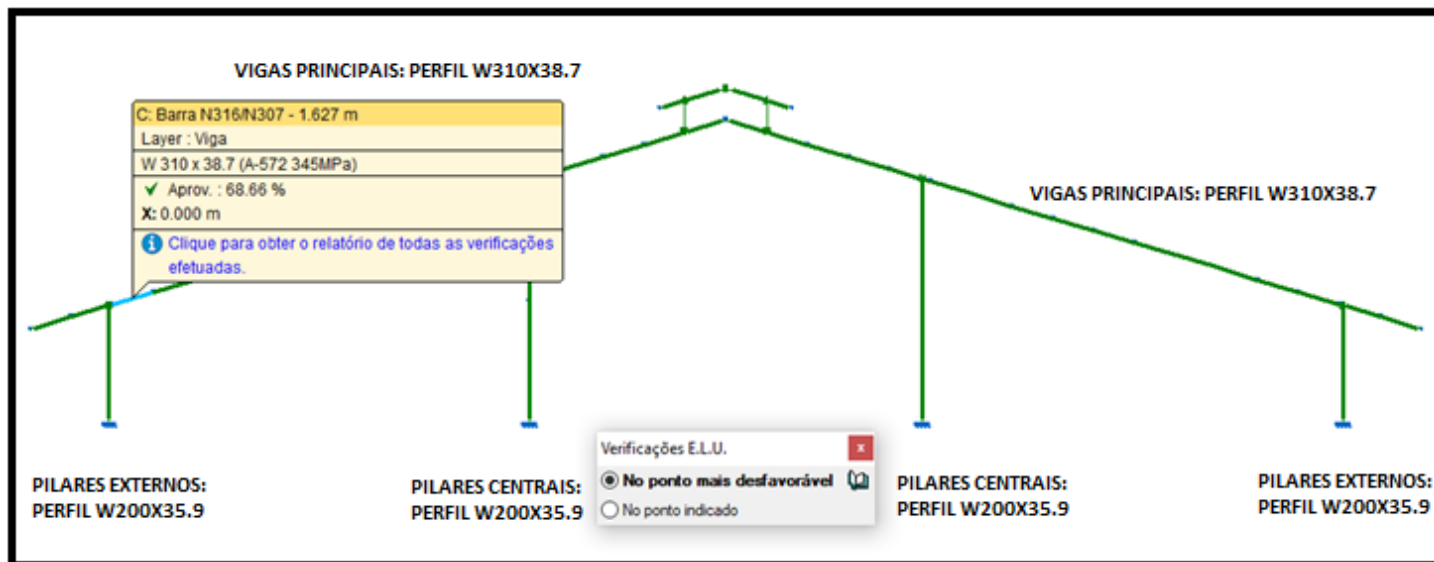 VIGAS PRINCIPAIS: PERFIL W310X38.7
C: Barra N316/N307 - 1.627 m
Layer : Viga
W 310 x 38.7 (A-572 345MPa)
Aprov. : 68.66 %
X: 0.000 m
Clique para obter o relatório de todas as verificações
efetuadas.
VIGAS PRINCIPAIS: PERFIL W310X38.7
PILARES EXTERNOS:
PERFIL W200X35.9
PILARES CENTRAIS:
PERFIL W200X35.9
Verificações E.L.U.
x
No ponto mais desfavorável
No ponto indicado
PILARES CENTRAIS:
PERFIL W200X35.9
PILARES EXTERNOS:
PERFIL W200X35.9